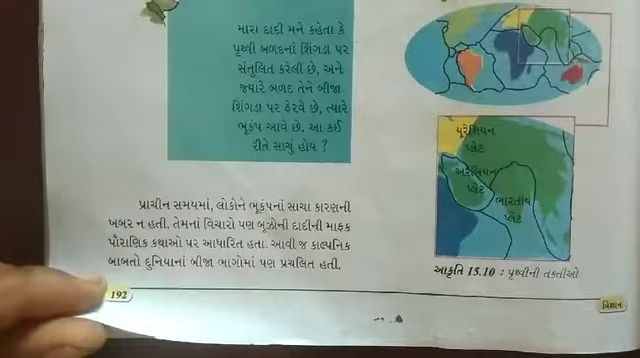 મારા દાદી મને કહેતા કે
પૃથ્વી બળદનાં શિંગડા પર
સંતુલિત કરેલી છે, અને
જ્યારે બળદ તેને બીજા
શિંગડા પર ફેરવે છે, ત્યારે
ભૂકંપ આવે છે. આ કઈ
રીતે સાચું હોય ?
પ્રાચીન સમયમાં, લોકોને ભૂકંપનાં સાચા કારણની
ખબર ન હતી. તેમનાં વિચારો પણ બૂઝોની દાદીની માફક
પૌરાણિક કથાઓ પર આધારિત હતા. આવી જ કાલ્પનિક
બાબતો દુનિયાનાં બીજા ભાગોમાં પણ પ્રચલિત હતી.
યુરેશિયન
પ્લેટ
અરેબિયન
પ્લેટ
ભારતીય
પ્લેટ
આકૃતિ 15.10 : પૃથ્વીની તકતીઓ
192
વિજ્ઞાન